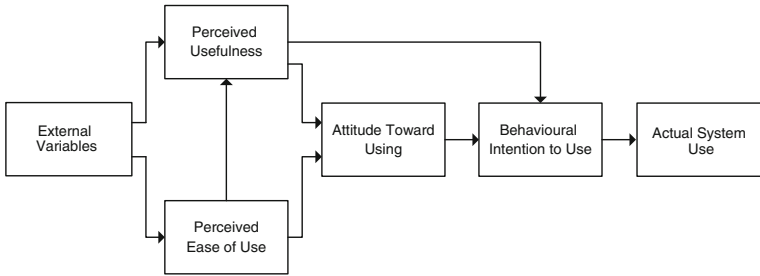 Perceived
Usefulness
External
Variables
Attitude Toward
Using
Behavioural
Intention to Use
Actual System
Use
Perceived
Ease of Use